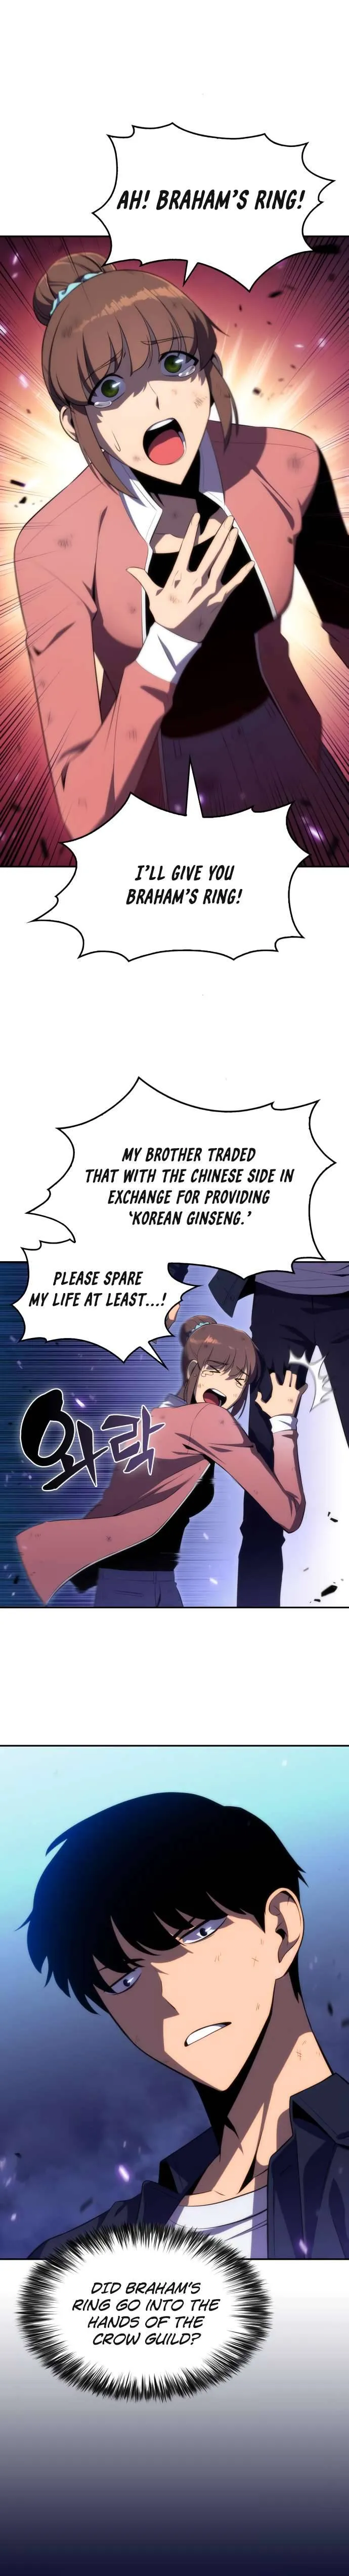 AH! BRAHAM'S RING!
I'LL GIVE YOU
BRAHAM'S RING!
MY BROTHER TRADED
THAT WITH THE CHINESE SIDE IN
EXCHANGE FOR PROVIDING
'KOREAN GINSENG.'
PLEASE SPARE
MY LIFE AT LEAST...!
와락
DID BRAHAM'S
RING GO INTO THE
HANDS OF THE
CROW GUILD?